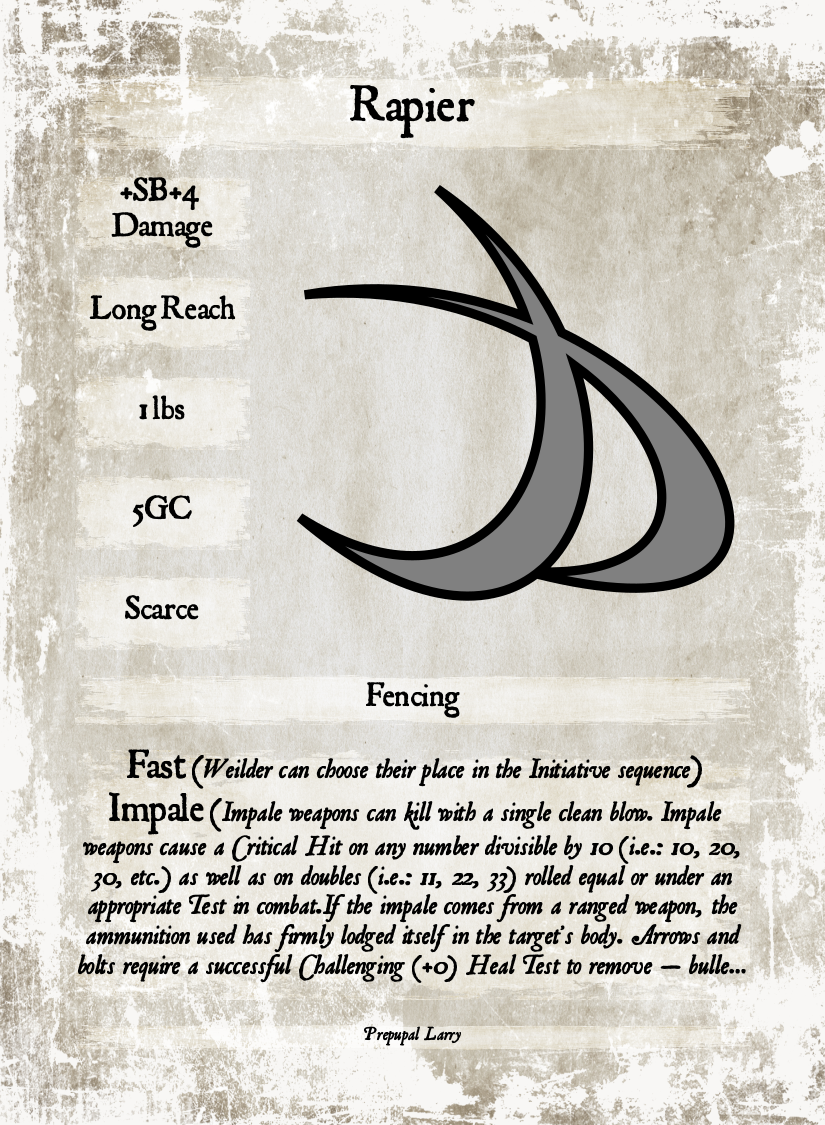 Rapier
+SB+4
Damage
Long Reach
1 lbs
5GC
Scarce
Fencing
Fast (Weilder can choose their place in the Initiative sequence)
Impale (Impale weapons can kill with a single clean blow. Impale
weapons cause a Critical Hit on any number divisible by 10 (i.e.: 10, 20,
30, etc.) as well as on doubles (i.e.: 11, 22, 33) rolled equal or under an
appropriate Test in combat.If the impale comes from a ranged weapon, the
ammunition used has firmly lodged itself in the target's body. Arrows and
bolts require a successful Challenging (+0) Heal Test to remove — bulle...
Prepupal Larry